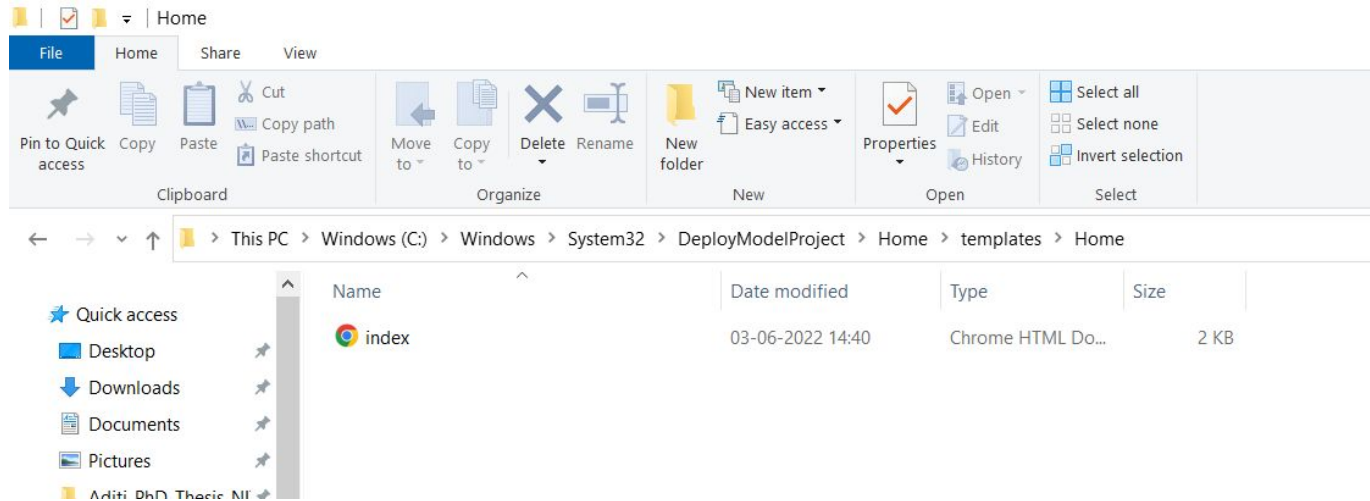 Home
File Home Share View
Pin to Quick access
Copy
Paste
Cut
Copy path
Paste shortcut
Clipboard
Move to
Copy to
Delete
Rename
Organize
New folder
New item
Easy access
New
Properties
Open
Edit
History
Open
Select all
Select none
Invert selection
Select
This PC > Windows (C:) > Windows > System32 > DeployModelProject > Home > templates > Home
Name Date modified Type Size
index 03-06-2022 14:40 Chrome HTML Do... 2 KB
Quick access
Desktop
Downloads
Documents
Pictures
Aditi_PhD_Thesis_NI